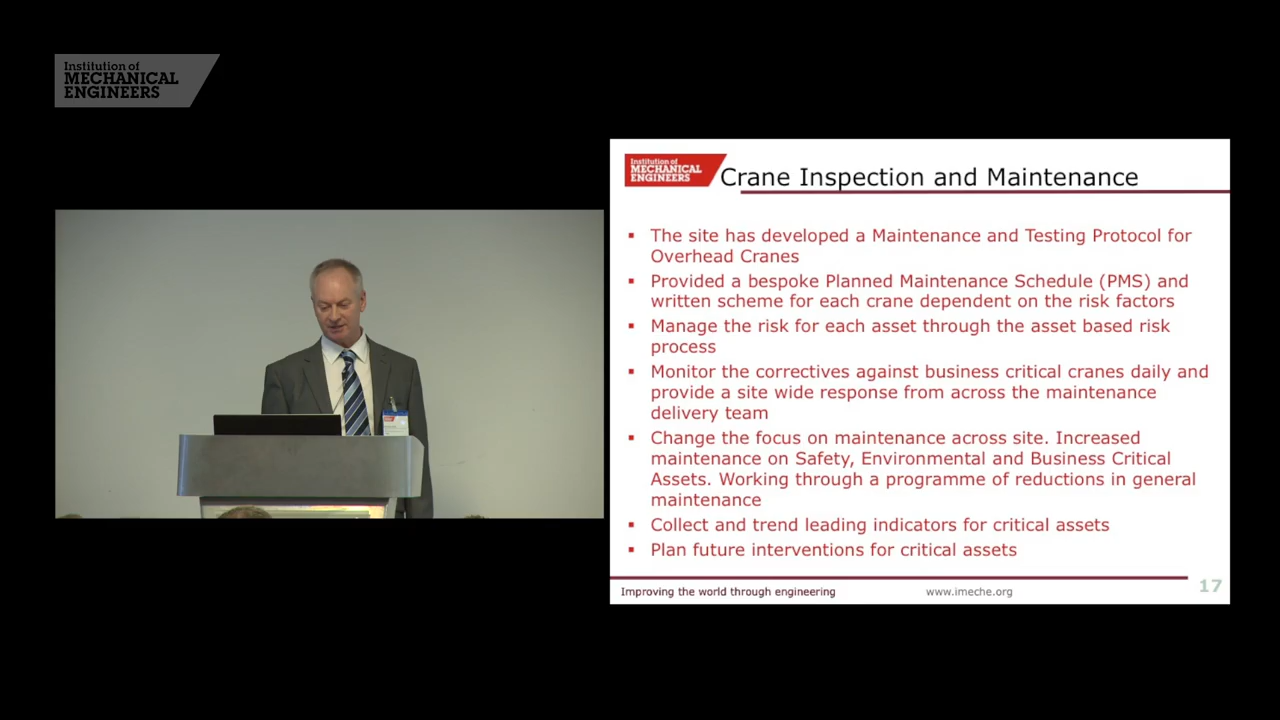 Institution of
MECHANICAL
ENGINEERS
Institution of
MECHANICAL
ENGINEERS
Crane Inspection and Maintenance
▪ The site has developed a Maintenance and Testing Protocol for
Overhead Cranes
▪ Provided a bespoke Planned Maintenance Schedule (PMS) and
written scheme for each crane dependent on the risk factors
▪ Manage the risk for each asset through the asset based risk
process
▪ Monitor the correctives against business critical cranes daily and
provide a site wide response from across the maintenance
delivery team
▪ Change the focus on maintenance across site. Increased
maintenance on Safety, Environmental and Business Critical
Assets. Working through a programme of reductions in general
maintenance
▪ Collect and trend leading indicators for critical assets
▪ Plan future interventions for critical assets
Improving the world through engineering
www.imeche.org
17